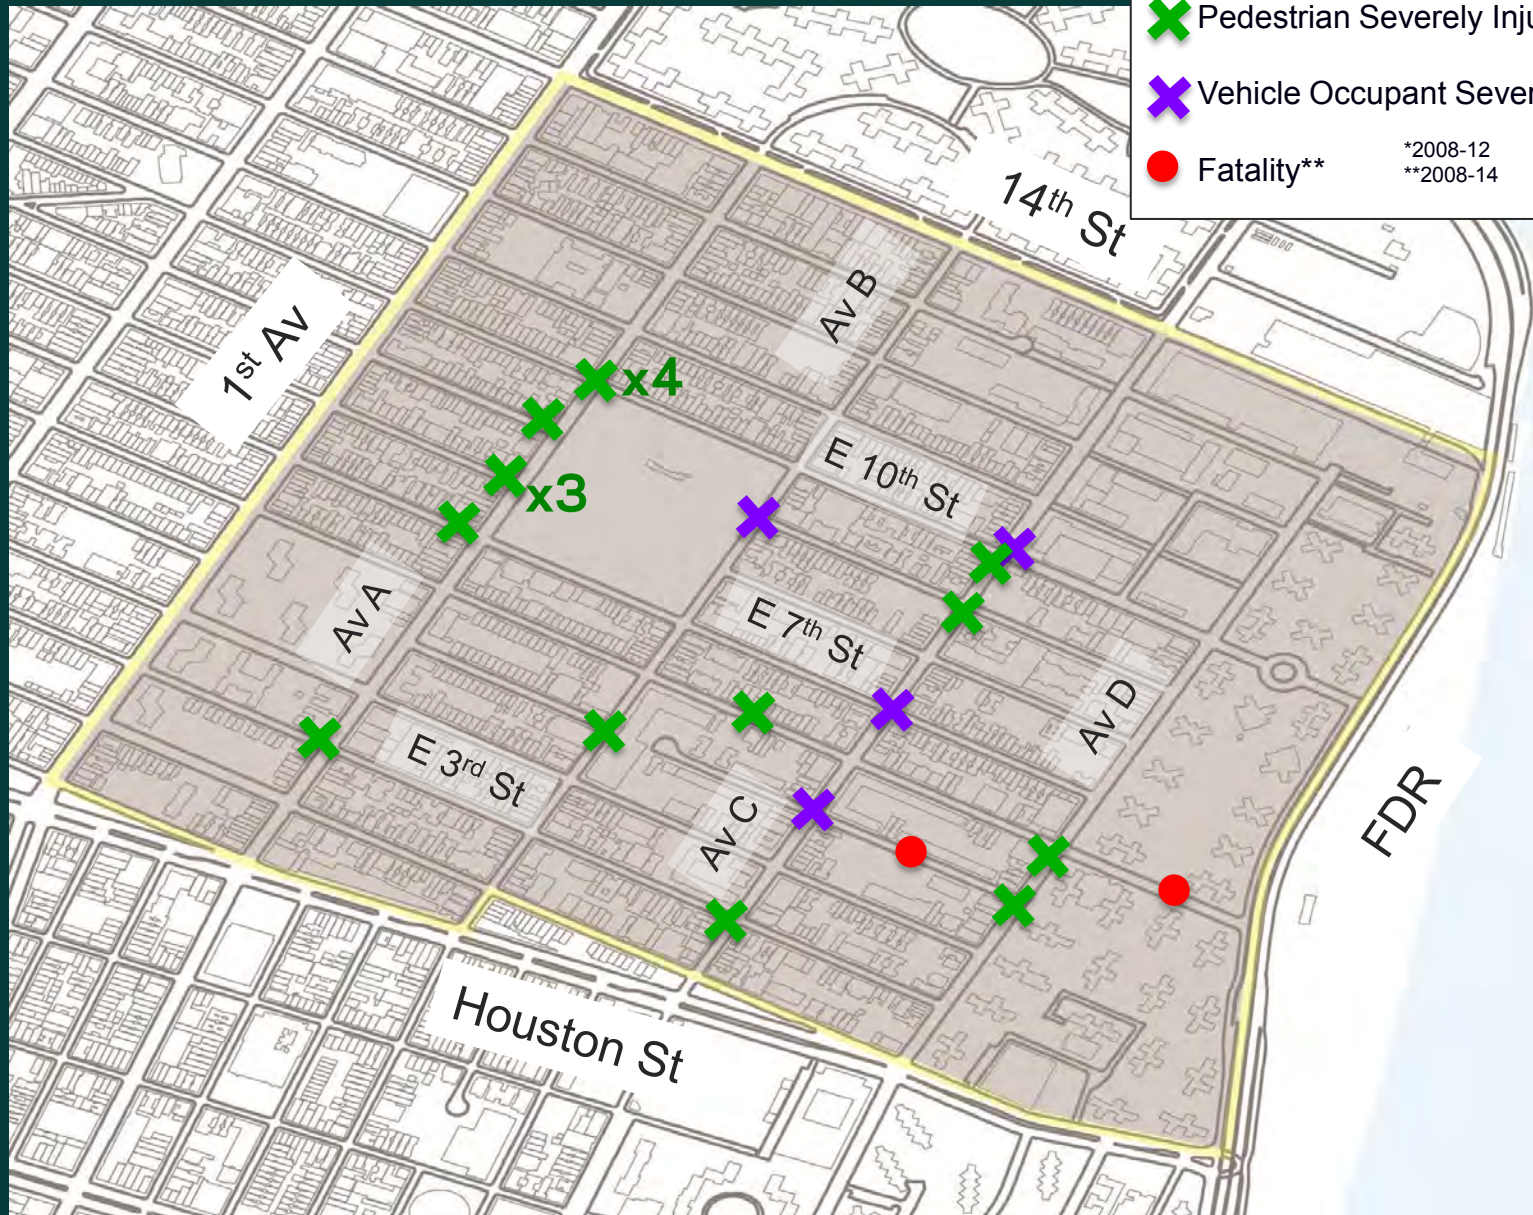 Pedestrian Severely Inju
Vehicle Occupant Sever
Fatality**
*2008-12
**2008-14
14th St
Av B
1st Av
x4
E 10th St
x3
Av A
E 7th St
Av D
E 3rd St
Av C
FDR
Houston St